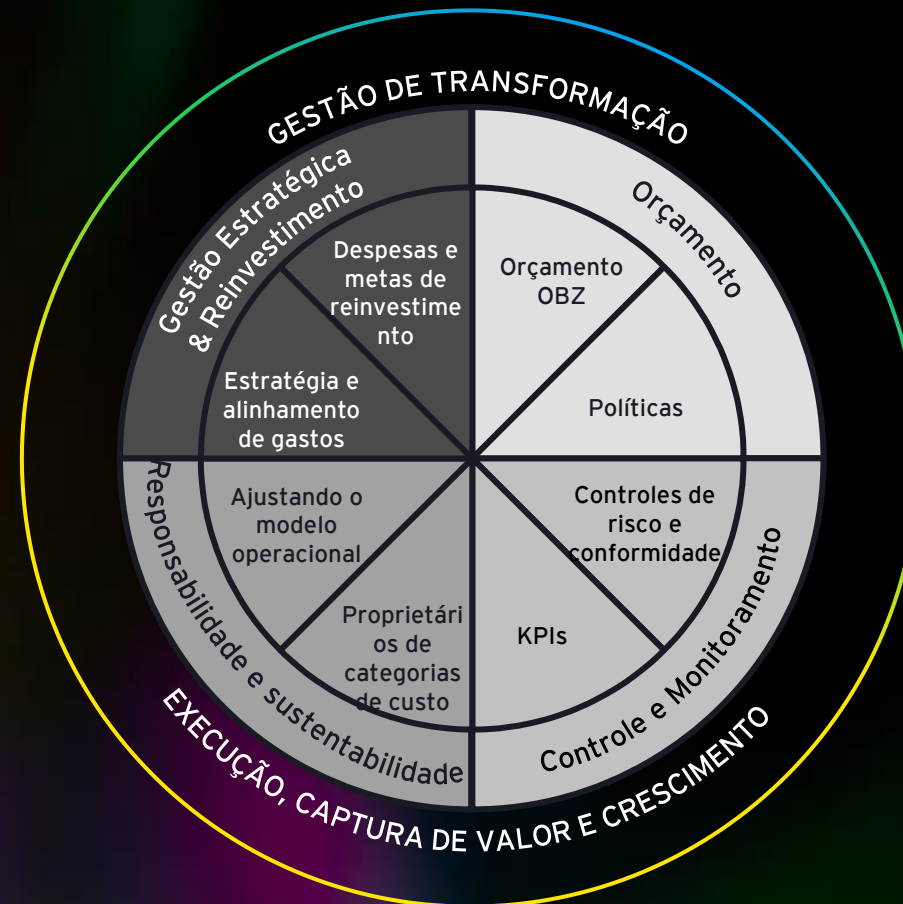 GESTÃO DE TRANSFORMAÇÃO
Gestão Estratégica
& Reinvestimento
Orçamento
Despesas e
metas de
reinvestime
nto
Orçamento
OBZ
Estratégia e
alinhamento
de gastos
Políticas
Ajustando o
modelo
operacional
Controles de
risco e
conformidade
Proprietári
os de
categorias
de custo
KPIs
Responsabilidade e sustentabilidade
Controle e Monitoramento
EXECUÇÃO, CAPTURA DE VALOR E CRESCIMENTO